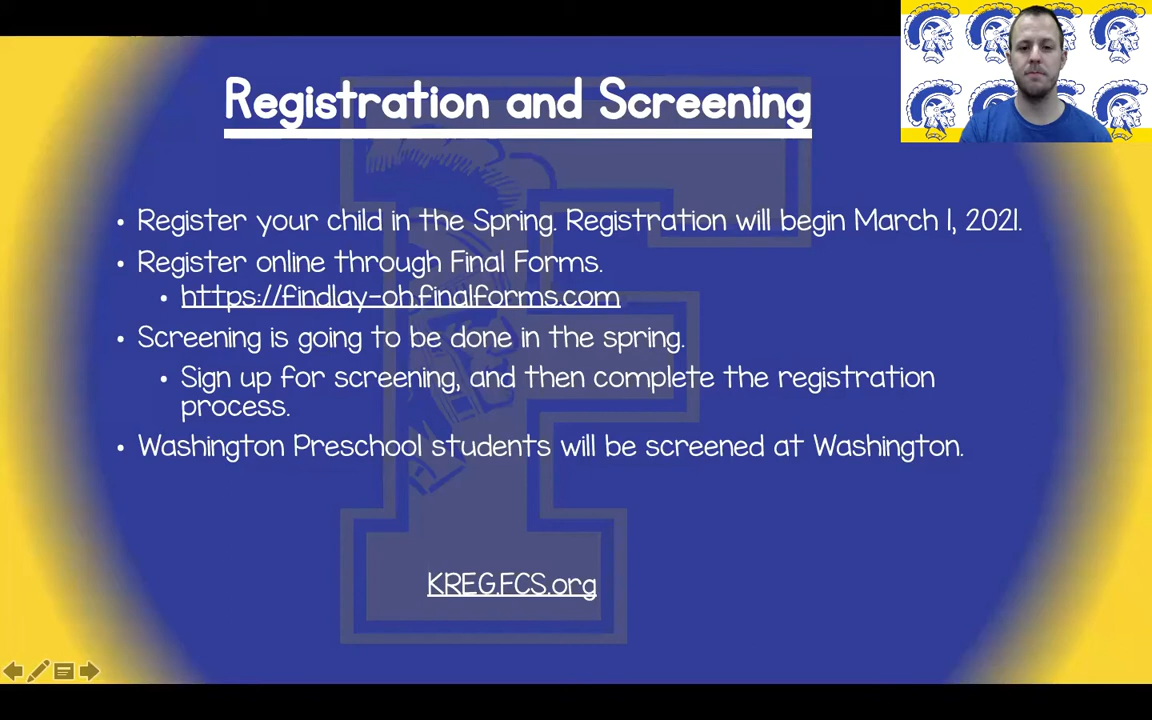 Registration and Screening
• Register your child in the Spring. Registration will begin March 1, 2021.
• Register online through Final Forms.
• https://findlay-oh.finalforms.com
• Screening is going to be done in the spring.
• Sign up for screening, and then complete the registration
process.
• Washington Preschool students will be screened at Washington.
KREG.FCS.org